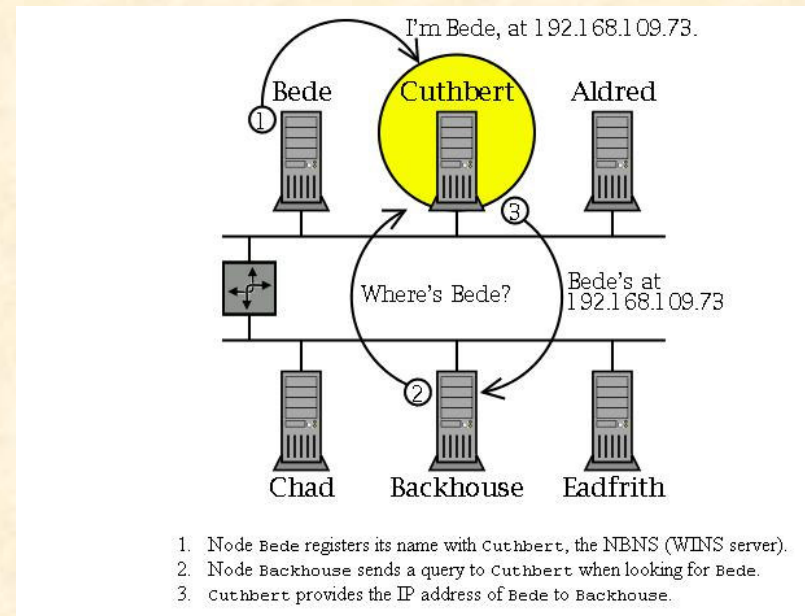 I'm Bede, at 192.168.109.73.
Bede
Cuthbert
Aldred
1
3
Where's Bede?
Bede's at
192.168.109.73
2
Chad
Backhouse
Eadfrith
1. Node Bede registers its name with Cuthbert, the NBNS (WINS server).
2. Node Backhouse sends a query to Cuthbert when looking for Bede.
3. Cuthbert provides the IP address of Bede to Backhouse.